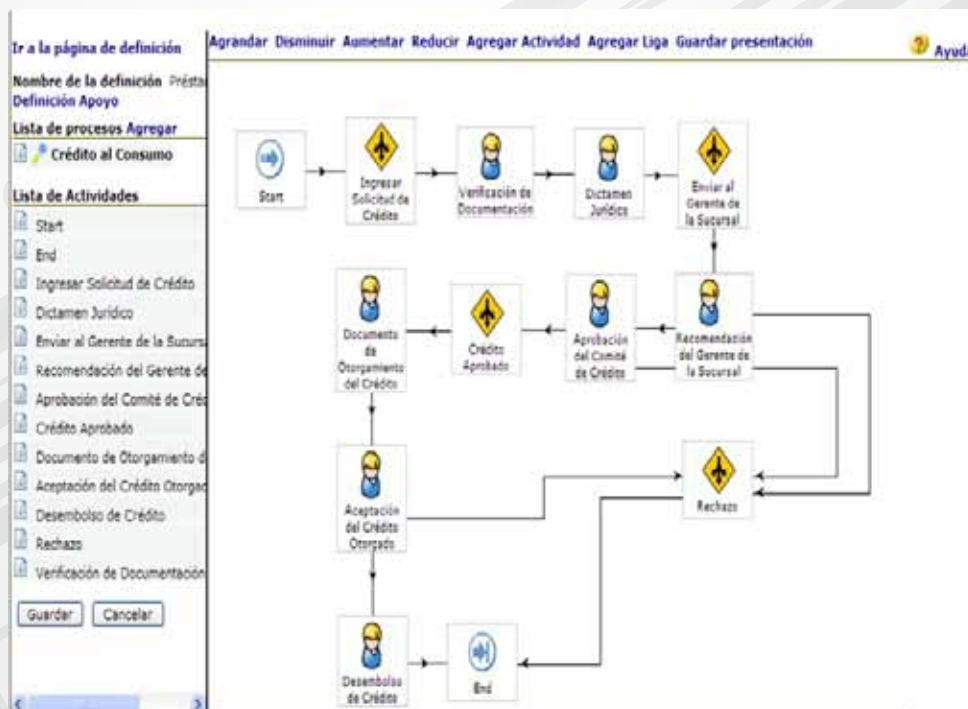 Ir a la página de definición
Agrandar Disminuir Aumentar Reducir Agregar Actividad Agregar Liga Guardar presentación
Ayuda
Nombre de la definición Présta
Definición Apoyo
Lista de procesos Agregar
Crédito al Consumo
Lista de Actividades
Start
End
Ingresar Solicitud de Crédito
Dictamen Jurídico
Enviar al Gerente de la Sucurs
Recomendación del Gerente de
Aprobación del Comité de Créd
Crédito Aprobado
Documento de Otorgamiento d
Aceptación del Crédito Otorgad
Desembolso de Crédito
Rechazo
Verificación de Documentación
Guardar Cancelar
Start
Ingresar
Solicitud de
Crédito
Verificación de
Documentación
Dictamen
Jurídico
Enviar al
Gerente de
la Sucursal
Documento
de
Otorgamiento
del Crédito
Crédito
Aprobado
Aprobación
del Comité
de Crédito
Recomendación
del Gerente de
la Sucursal
Aceptación
del Crédito
Otorgado
Rechazo
Desembolso
de Crédito
End